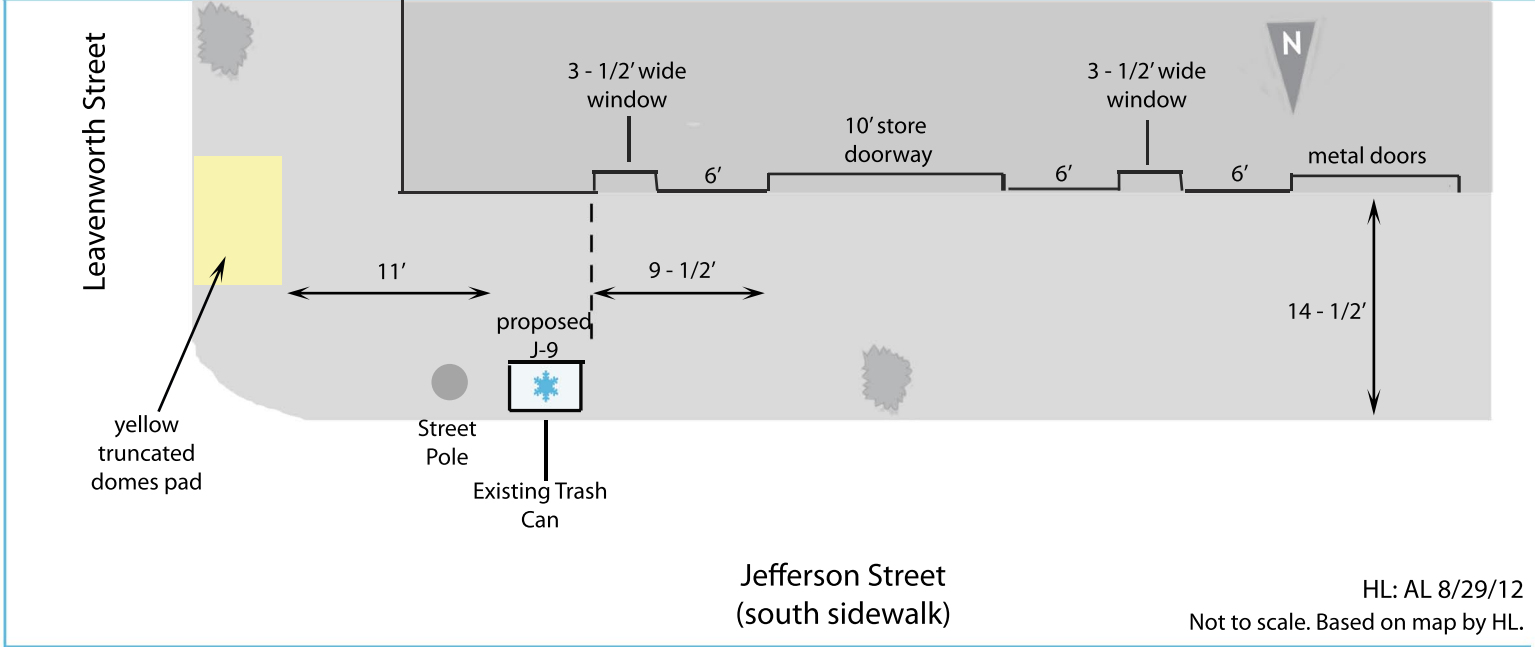 Leavenworth Street
N
3 - 1/2’ wide
window
3 - 1/2’ wide
window
10’ store
doorway
metal doors
6’
6’
6’
11’
9 - 1/2’
14 - 1/2’
proposed
J-9
yellow
truncated
domes pad
Street
Pole
Existing Trash
Can
Jefferson Street
(south sidewalk)
HL: AL 8/29/12
Not to scale. Based on map by HL.